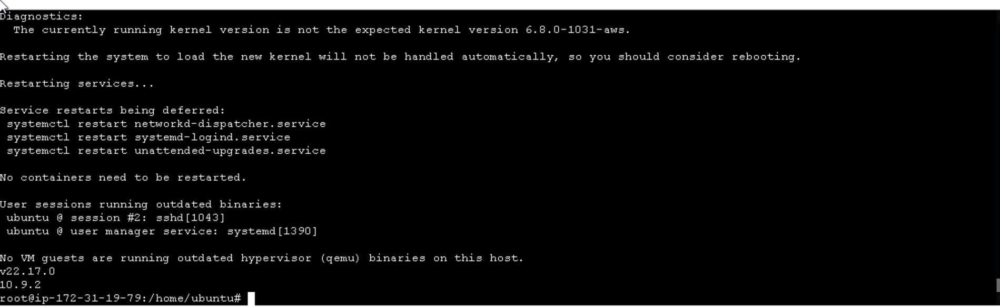 Diagnostics:
  The currently running kernel version is not the expected kernel version 6.8.0-1031-aws.
Restarting the system to load the new kernel will not be handled automatically, so you should consider rebooting.
Restarting services...
Service restarts being deferred:
 systemctl restart networkd-dispatcher.service
 systemctl restart systemd-logind.service
 systemctl restart unattended-upgrades.service
No containers need to be restarted.
User sessions running outdated binaries:
 ubuntu @ session #2: sshd[1043]
 ubuntu @ user manager service: systemd[1390]
No VM guests are running outdated hypervisor (qemu) binaries on this host.
v22.17.0
10.9.2
root@ip-172-31-19-79:/home/ubuntu#